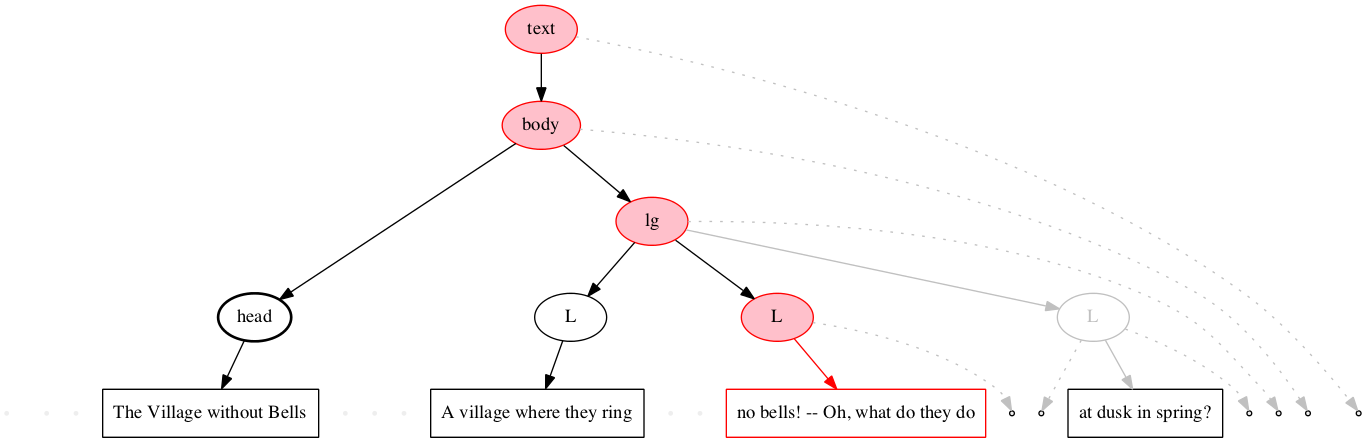 text
body
lg
head
L
L
L
The Village without Bells
A village where they ring
no bells! -- Oh, what do they do
at dusk in spring?